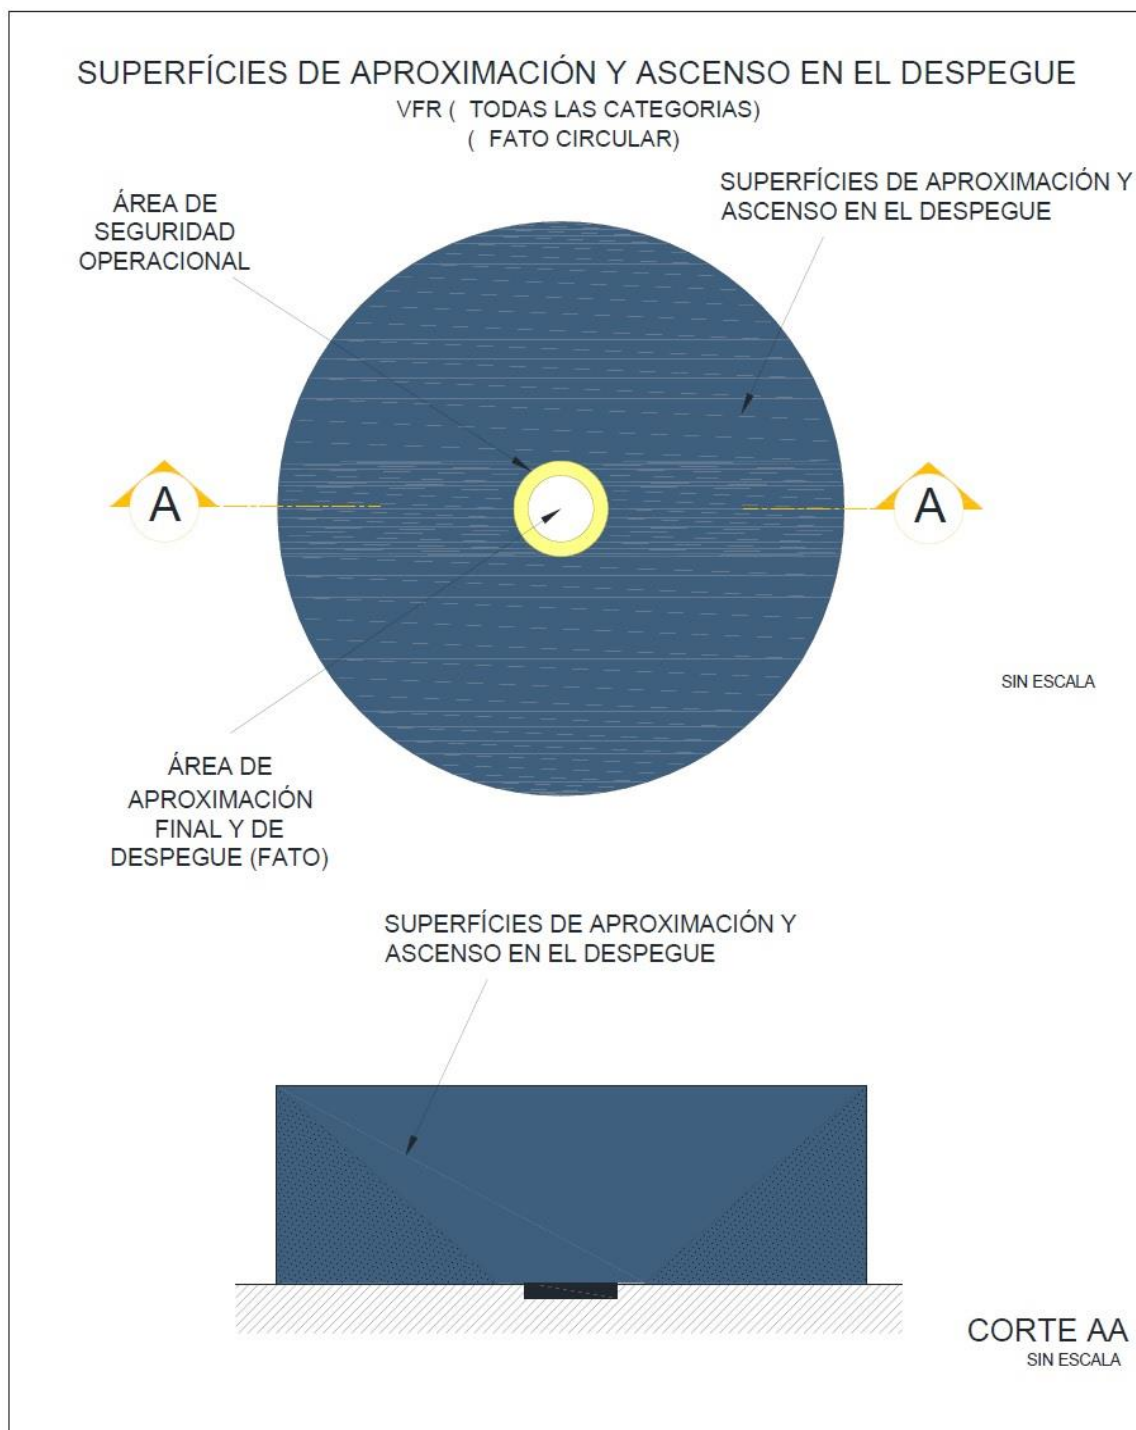 SUPERFÍCIES DE APROXIMACIÓN Y ASCENSO EN EL DESPEGUE
VFR ( TODAS LAS CATEGORIAS)
( FATO CIRCULAR)
SUPERFÍCIES DE APROXIMACIÓN Y
ASCENSO EN EL DESPEGUE
ÁREA DE
SEGURIDAD
OPERACIONAL
A
A
SIN ESCALA
ÁREA DE
APROXIMACIÓN
FINAL Y DE
DESPEGUE (FATO)
SUPERFÍCIES DE APROXIMACIÓN Y
ASCENSO EN EL DESPEGUE
CORTE AA
SIN ESCALA